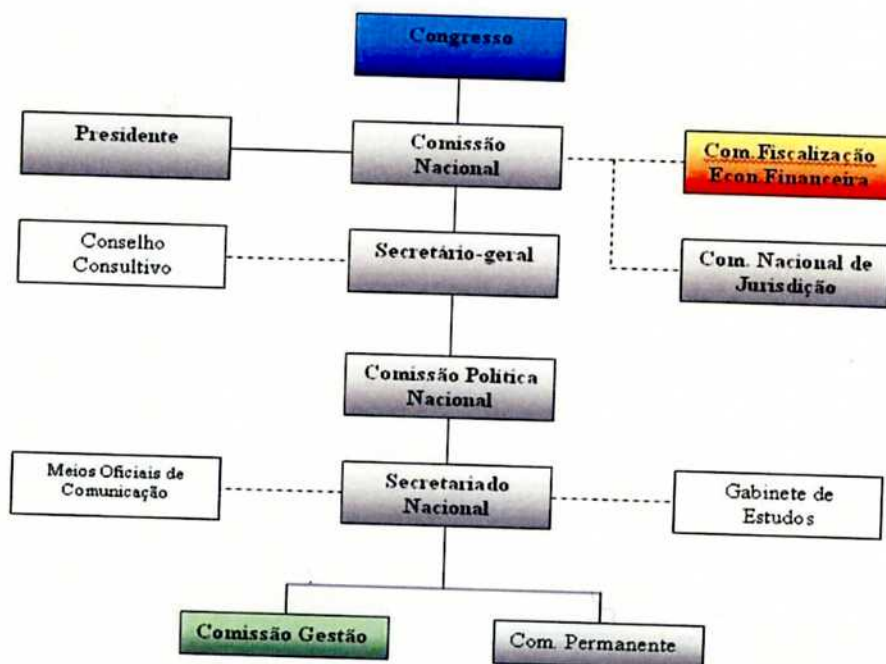 Congresso
Presidente
Comissão
Nacional
Com.Fiscalização
Econ.Financeira
Conselho
Consultivo
Secretário-geral
Com. Nacional de
Jurisdição
Comissão Política
Nacional
Meios Oficiais de
Comunicação
Secretariado
Nacional
Gabinete de
Estudos
Comissão Gestão
Com. Permanente